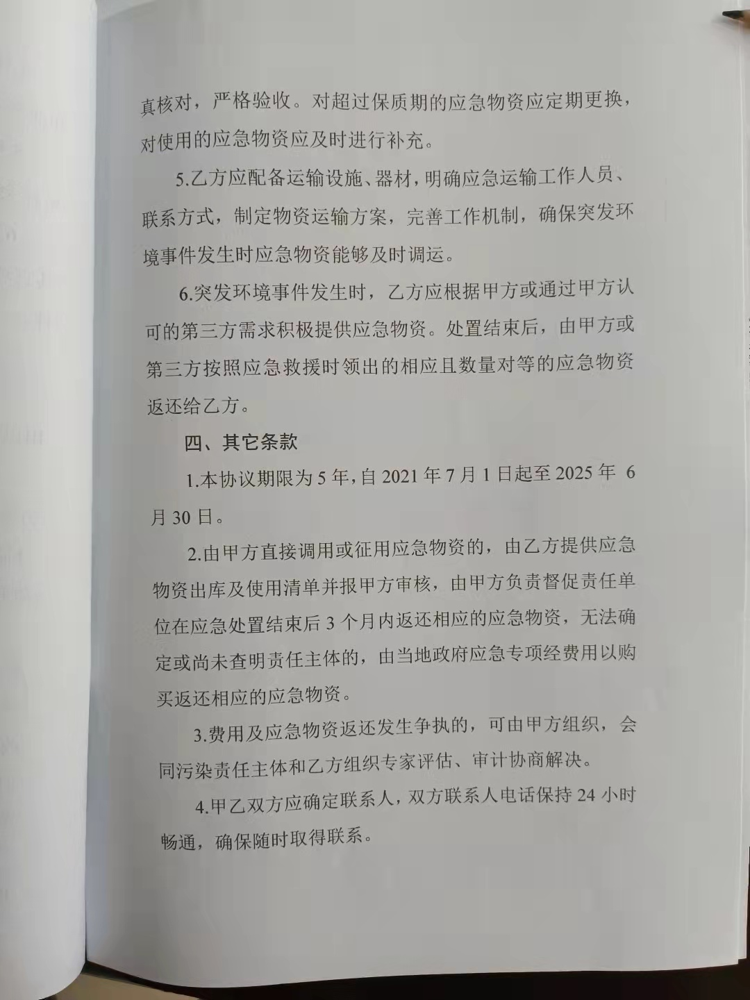 真核对，严格验收。对超过保质期的应急物资应定期更换，
对使用的应急物资应及时进行补充。
5.乙方应配备运输设施、器材，明确应急运输工作人员、
联系方式，制定物资运输方案，完善工作机制，确保突发环
境事件发生时应急物资能够及时调运。
6.突发环境事件发生时，乙方应根据甲方或通过甲方认
可的第三方需求积极提供应急物资。处置结束后，由甲方或
第三方按照应急救援时领出的相应且数量对等的应急物资
返还给乙方。
四、其它条款
1.本协议期限为5年，自2021年7月1日起至2025年 6
月30日。
2.由甲方直接调用或征用应急物资的，由乙方提供应急
物资出库及使用清单并报甲方审核，由甲方负责督促责任单
位在应急处置结束后3个月内返还相应的应急物资，无法确
定或尚未查明责任主体的，由当地政府应急专项经费用以购
买返还相应的应急物资。
3.费用及应急物资返还发生争执的，可由甲方组织，会
同污染责任主体和乙方组织专家评估、审计协商解决。
4.甲乙双方应确定联系人，双方联系人电话保持24小时
畅通，确保随时取得联系。